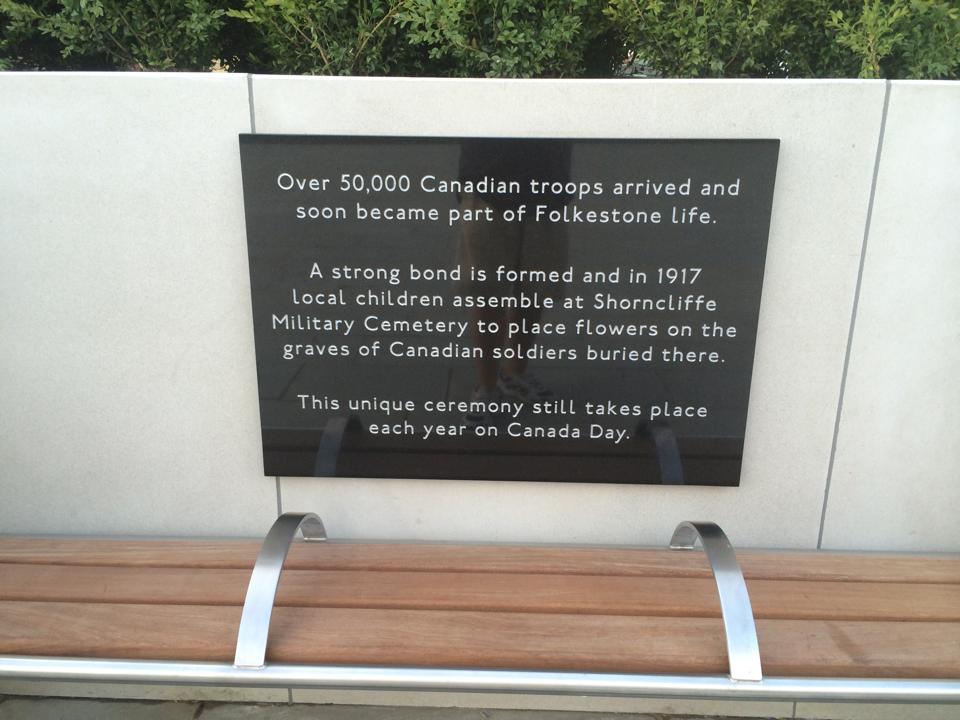 Over 50,000 Canadian troops arrived and
soon became part of Folkestone life.
A strong bond is formed and in 1917
local children assemble at Shorncliffe
Military Cemetery to place flowers on the
graves of Canadian soldiers buried there.
This unique ceremony still takes place
each year on Canada Day.